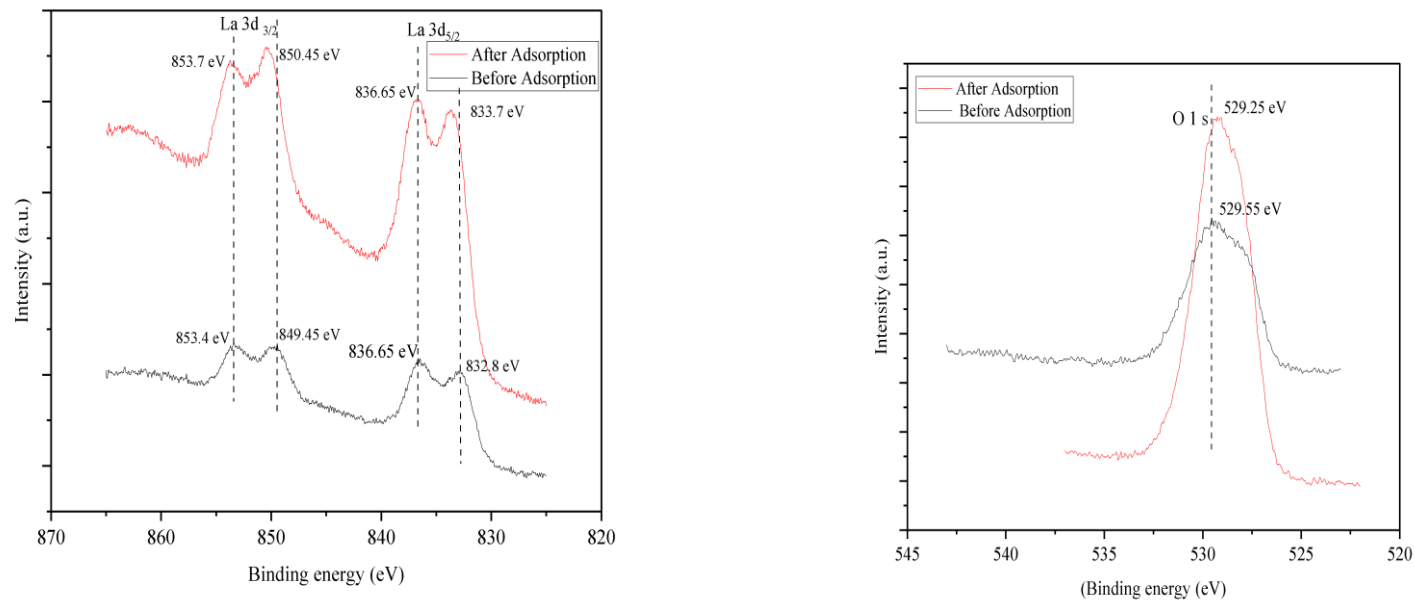 La 3d 3/2
La 3d5/2
After Adsorption
Before Adsorption
853.7 eV
850.45 eV
836.65 eV
833.7 eV
853.4 eV
849.45 eV
836.65 eV
832.8 eV
Intensity (a.u.)
870 860 850 840 830 820
Binding energy (eV)
After Adsorption
Before Adsorption
O 1 s
529.25 eV
529.55 eV
Intensity (a.u.)
545 540 535 530 525 520
(Binding energy (eV)